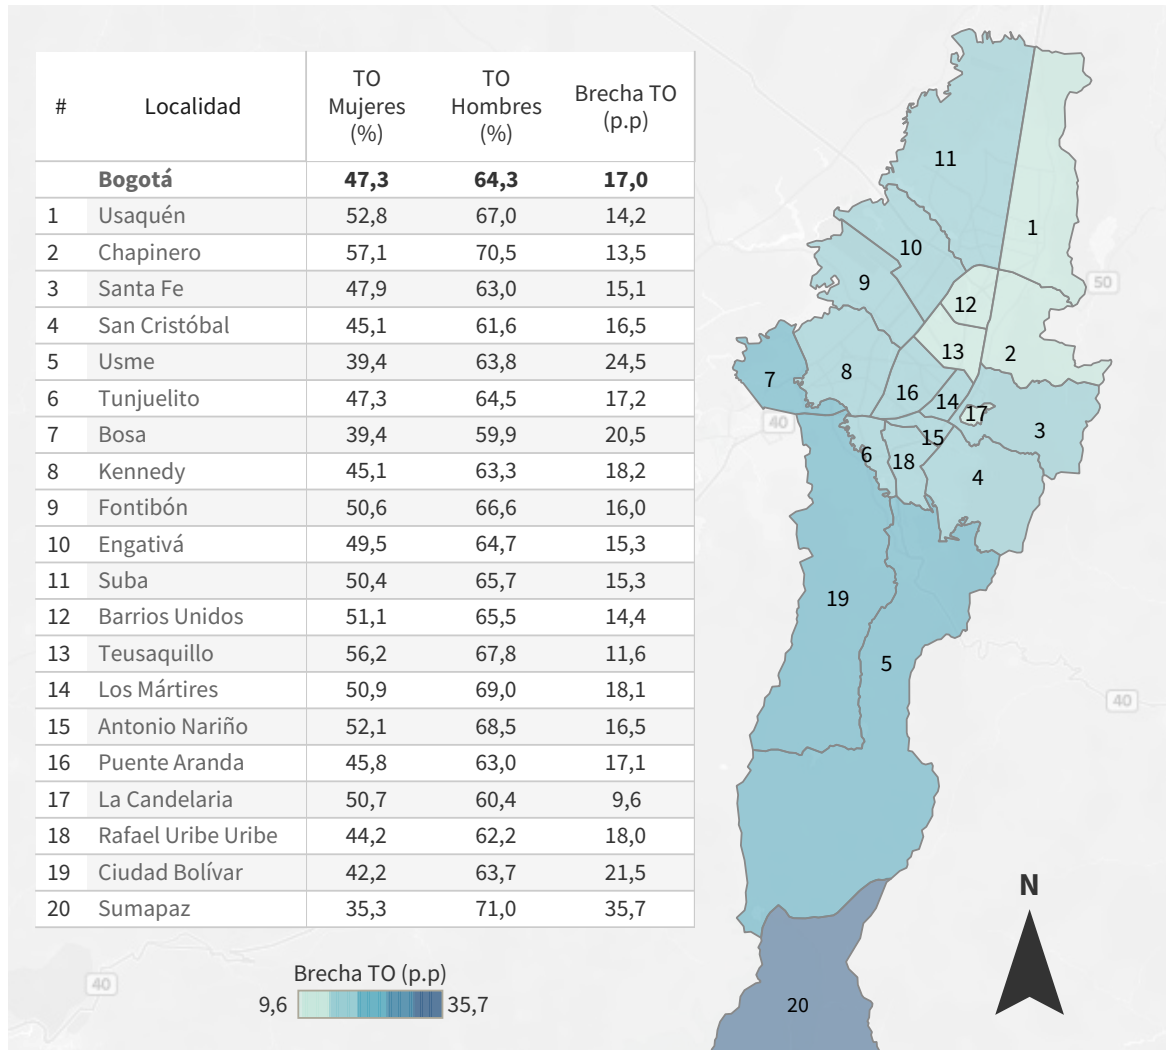 # Localidad TO Mujeres (%) TO Hombres (%) Brecha TO (p.p)
Bogotá 47,3 64,3 17,0
1 Usaquén 52,8 67,0 14,2
2 Chapinero 57,1 70,5 13,5
3 Santa Fe 47,9 63,0 15,1
4 San Cristóbal 45,1 61,6 16,5
5 Usme 39,4 63,8 24,5
6 Tunjuelito 47,3 64,5 17,2
7 Bosa 39,4 59,9 20,5
8 Kennedy 45,1 63,3 18,2
9 Fontibón 50,6 66,6 16,0
10 Engativá 49,5 64,7 15,3
11 Suba 50,4 65,7 15,3
12 Barrios Unidos 51,1 65,5 14,4
13 Teusaquillo 56,2 67,8 11,6
14 Los Mártires 50,9 69,0 18,1
15 Antonio Nariño 52,1 68,5 16,5
16 Puente Aranda 45,8 63,0 17,1
17 La Candelaria 50,7 60,4 9,6
18 Rafael Uribe Uribe 44,2 62,2 18,0
19 Ciudad Bolívar 42,2 63,7 21,5
20 Sumapaz 35,3 71,0 35,7
Brecha TO (p.p)
9,6 35,7
40
11
1
10
9
50
12
13
2
8
7
16
14
17
40
3
15
6
18
4
19
5
40
N
20